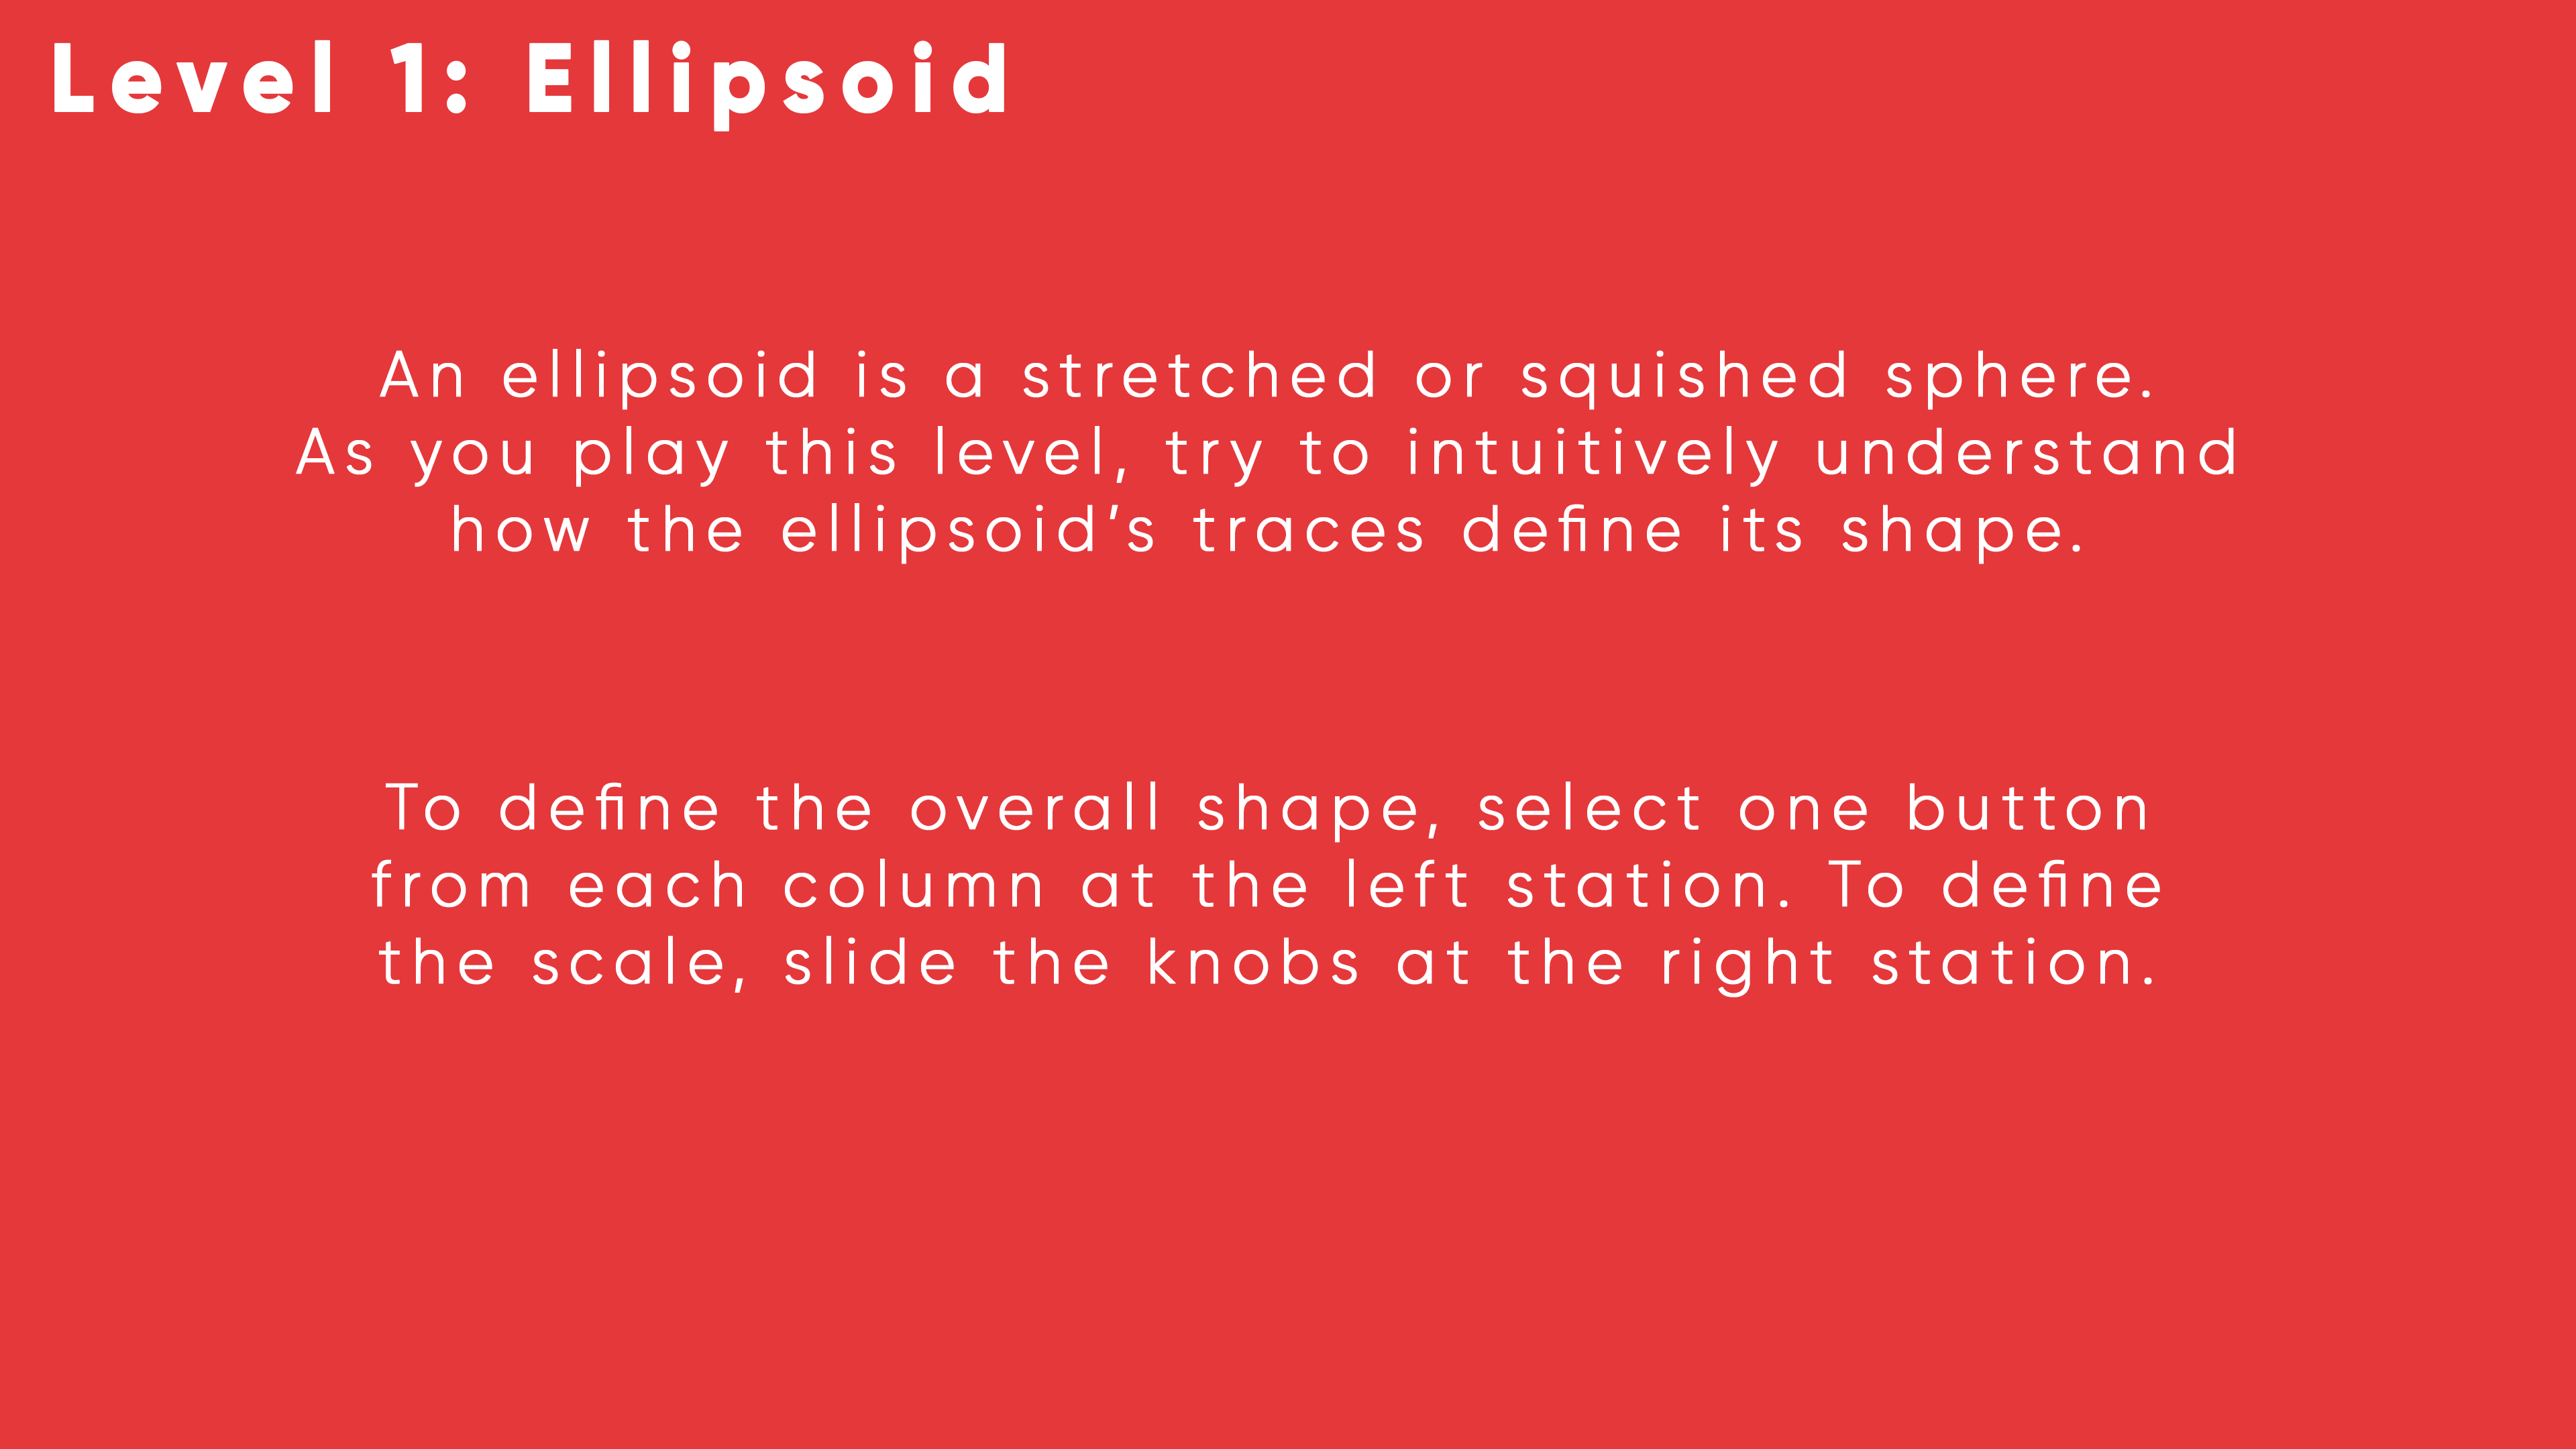 Level 1: Ellipsoid
An ellipsoid is a stretched or squished sphere.
As you play this level, try to intuitively understand
how the ellipsoid’s traces define its shape.
To define the overall shape, select one button
from each column at the left station. To define
the scale, slide the knobs at the right station.